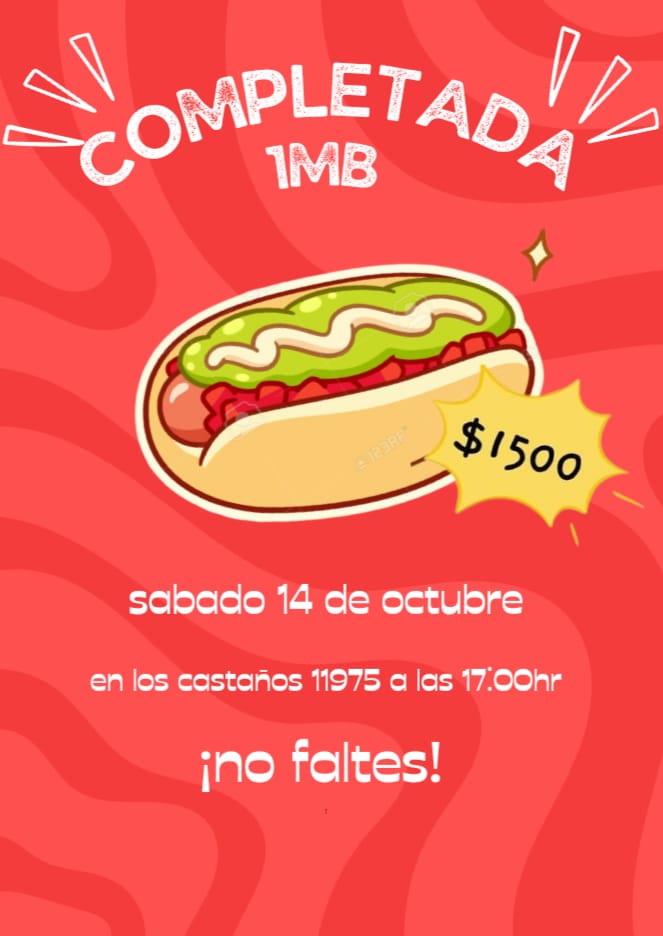 COMPLETADA
1MB
$1500
sabado 14 de octubre
en los castaños 11975 a las 17:00hr
¡no faltes!